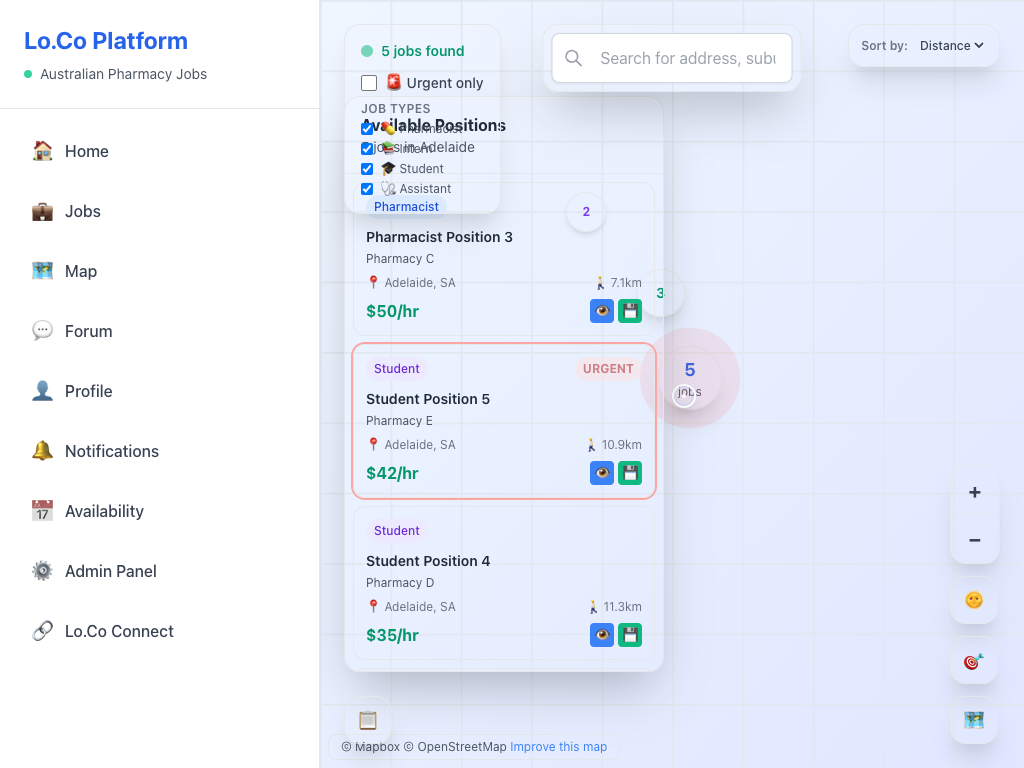 Lo.Co Platform
Australian Pharmacy Jobs
Home
Jobs
Map
Forum
Profile
Notifications
Availability
Admin Panel
Lo.Co Connect
5 jobs found
Urgent only
JOB TYPES
Pharmacist
Intern
Student
Assistant
Available Positions
jobs in Adelaide
Search for address, subu
Sort by: Distance
Pharmacist
Pharmacist Position 3
Pharmacy C
Adelaide, SA 7.1km
$50/hr
Student URGENT
Student Position 5
Pharmacy E
Adelaide, SA 10.9km
$42/hr
Student
Student Position 4
Pharmacy D
Adelaide, SA 11.3km
$35/hr
2
3
5
jobs
+
−
17
© Mapbox © OpenStreetMap Improve this map